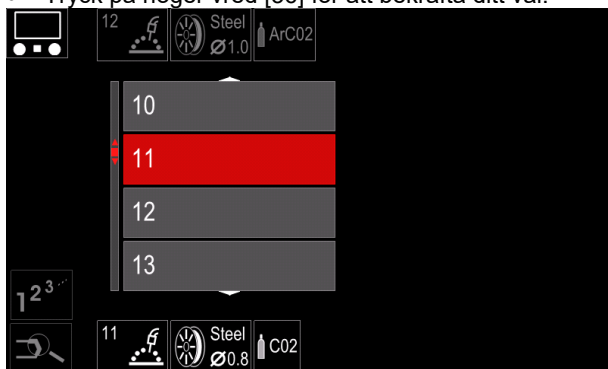 Tryck på höger vred för att bekräfta ditt val.
12 Steel
Ø1.0 ArC02
10
11
12
13
123
11 Steel
Ø0.8 C02